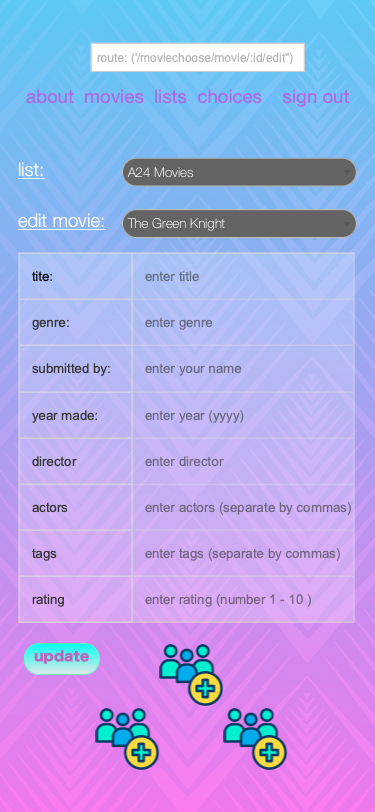 route: ('/moviechoose/movie/:id/edit")
about movies lists choices sign out
list: A24 Movies
edit movie: The Green Knight
tite: enter title
genre: enter genre
submitted by: enter your name
year made: enter year (yyyy)
director enter director
actors enter actors (separate by commas)
tags enter tags (separate by commas)
rating enter rating (number 1 - 10 )
update